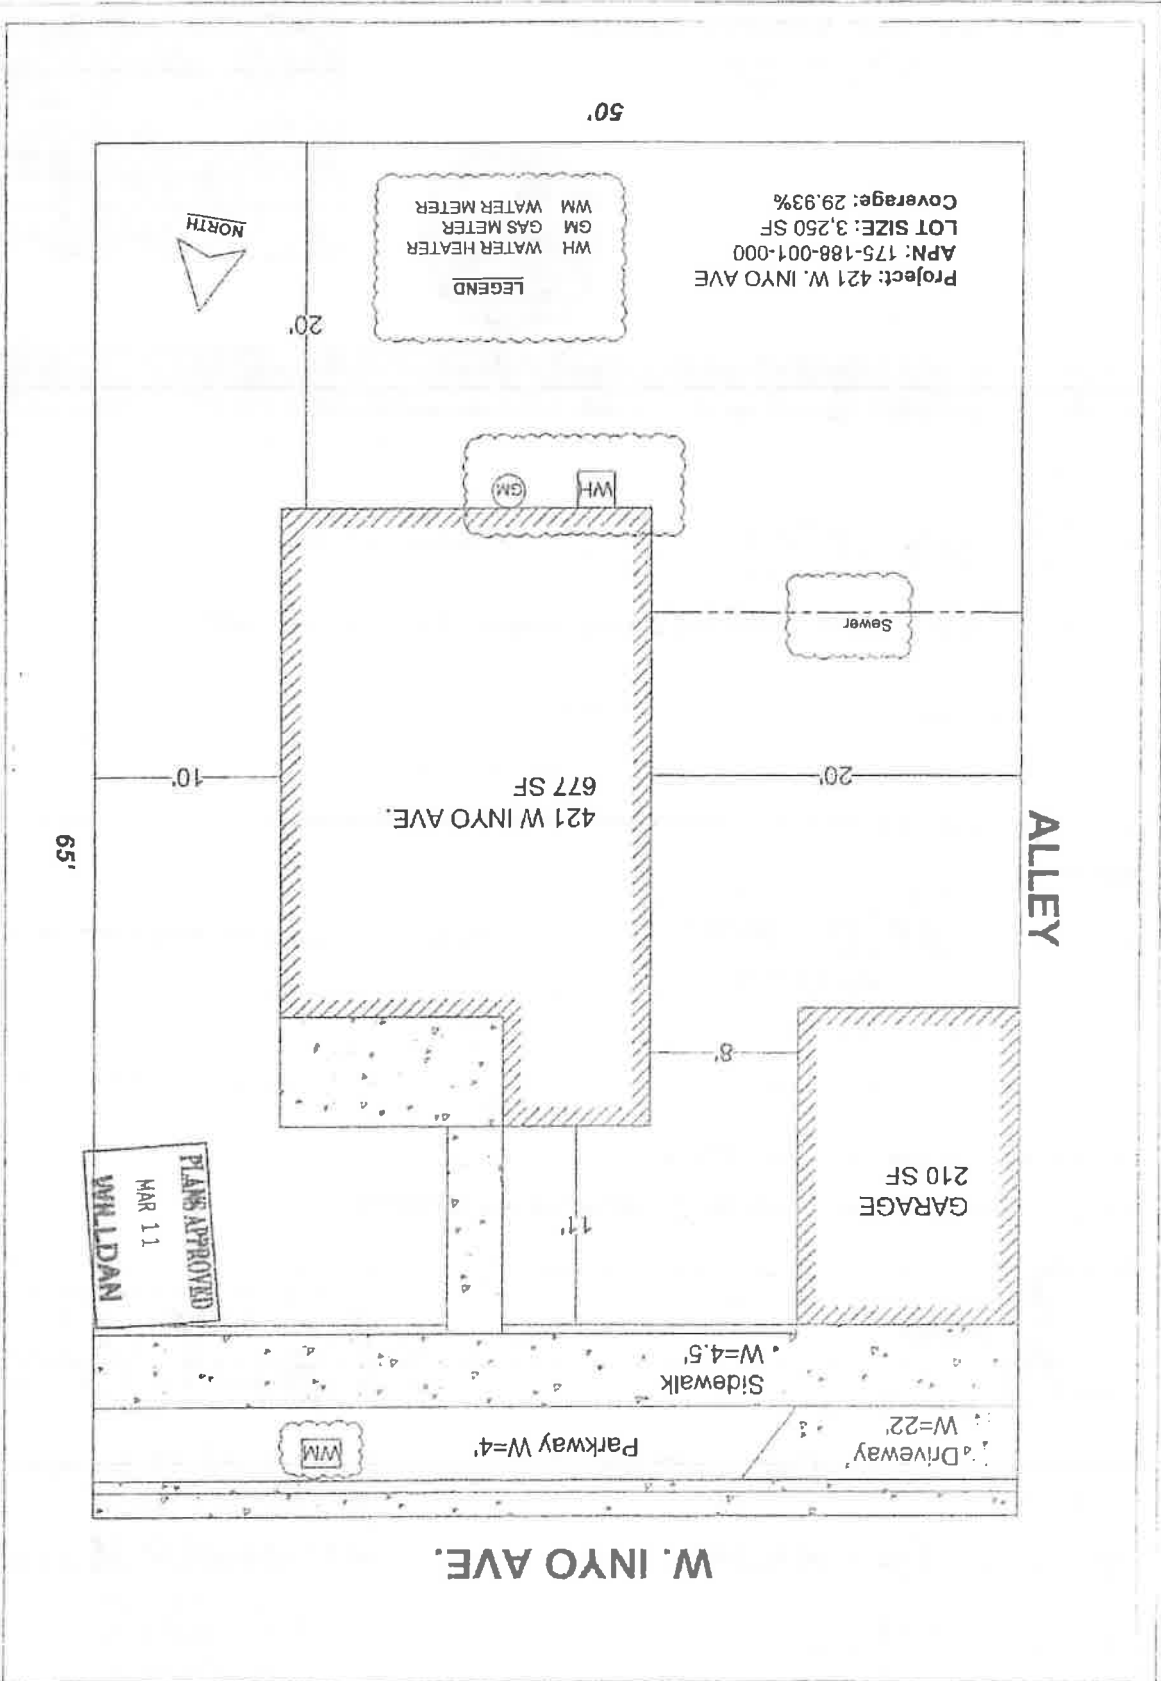 W. INYO AVE.
Driveway
W=22'
Parkway W=4'
WM
Sidewalk
W=4.5'
GARAGE
210 SF
11'
PLANS APPROVED
MAR 11
WILLDAN
8'
ALLEY
421 W INYO AVE.
677 SF
20'
10'
65'
Sewer
WH
GM
20'
Project: 421 W. INYO AVE
APN: 175-188-001-000
LOT SIZE: 3,250 SF
Coverage: 29.93%
LEGEND
WH WATER HEATER
GM GAS METER
WM WATER METER
NORTH
50'